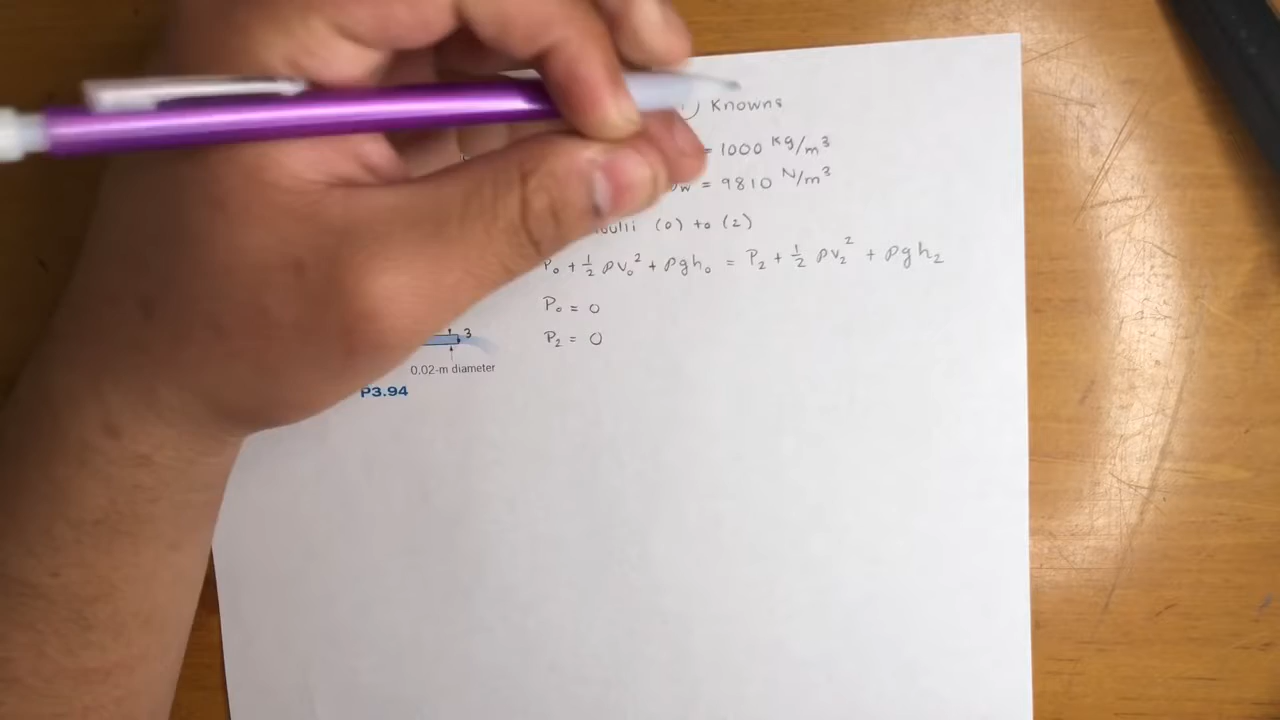 Knowns
= 1000 kg/m³
w = 9810 N/m³
(0) to (2)
P₀ + ½ ρv₀² + ρgh₀ = P₂ + ½ ρv₂² + ρgh₂
P₀ = 0
P₂ = 0
3
0.02-m diameter
P3.94